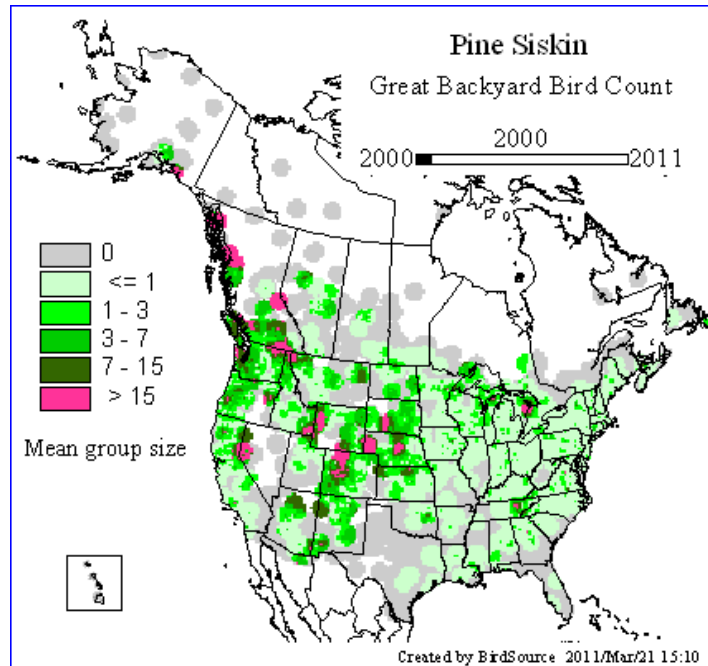 Pine Siskin
Great Backyard Bird Count
2000
2000 2011
0
<= 1
1 - 3
3 - 7
7 - 15
> 15
Mean group size
Created by BirdSource 2011/Mar/21 15:10